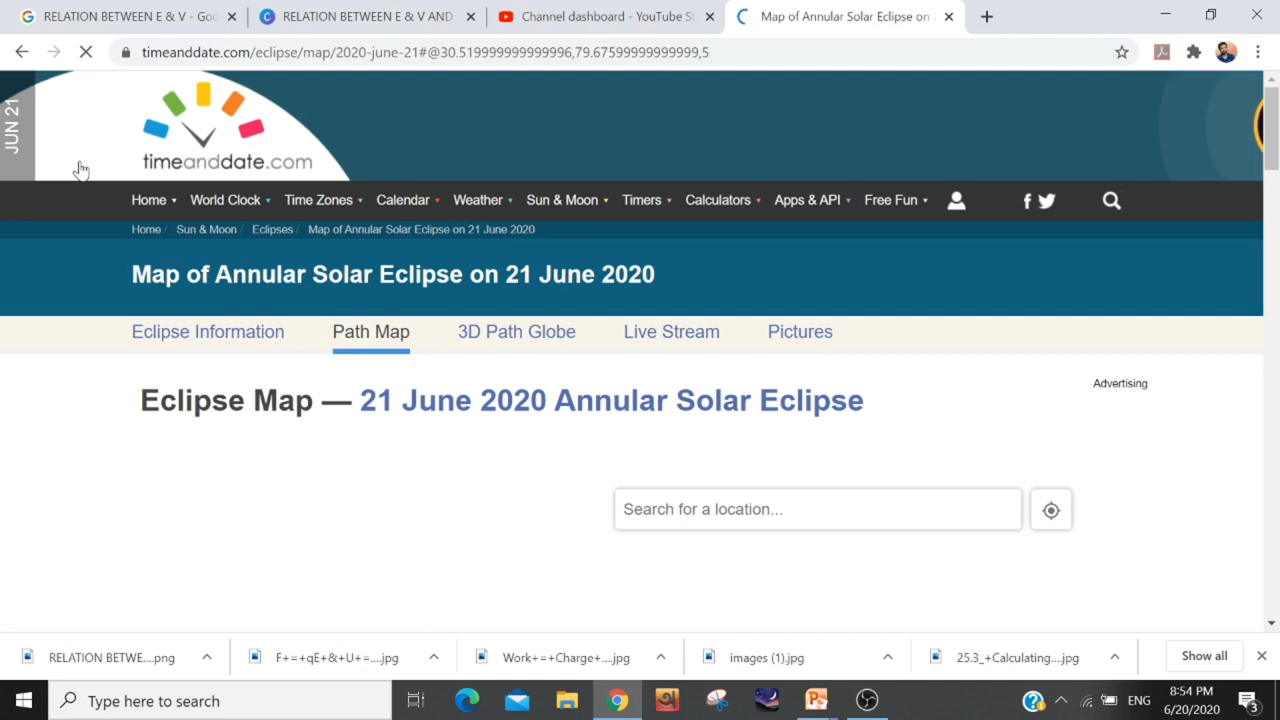 RELATION BETWEEN E & V - Goo
RELATION BETWEEN E & V AND
Channel dashboard - YouTube St
Map of Annular Solar Eclipse on
timeanddate.com/eclipse/map/2020-june-21#@30.519999999999996,79.67599999999999,5
JUN 21
timeanddate.com
Home
World Clock
Time Zones
Calendar
Weather
Sun & Moon
Timers
Calculators
Apps & API
Free Fun
Home / Sun & Moon / Eclipses / Map of Annular Solar Eclipse on 21 June 2020
Map of Annular Solar Eclipse on 21 June 2020
Eclipse Information
Path Map
3D Path Globe
Live Stream
Pictures
Advertising
Eclipse Map — 21 June 2020 Annular Solar Eclipse
Search for a location...
RELATION BETWE....png
F+=+qE+&+U+=....jpg
Work+=+Charge+....jpg
images (1).jpg
25.3_+Calculating....jpg
Show all
Type here to search
ENG
8:54 PM
6/20/2020
3